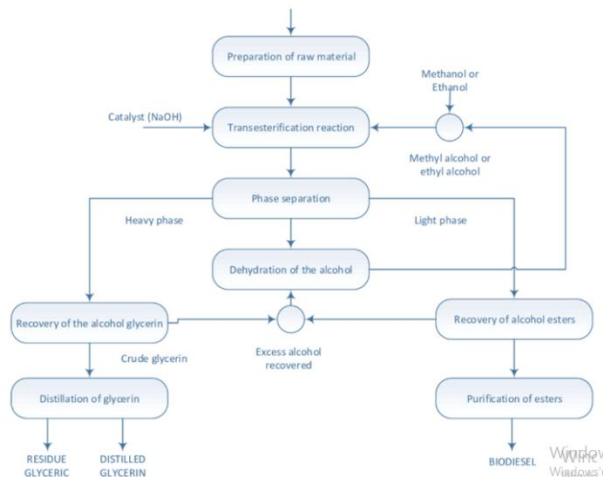 Preparation of raw material
Methanol or
Ethanol
Catalyst (NaOH)
Transesterification reaction
Methyl alcohol or
ethyl alcohol
Phase separation
Heavy phase
Light phase
Dehydration of the alcohol
Recovery of the alcohol glycerin
Recovery of alcohol esters
Excess alcohol
recovered
Crude glycerin
Distillation of glycerin
Purification of esters
RESIDUE
GLYCERIC
DISTILLED
GLYCERIN
BIODIESEL